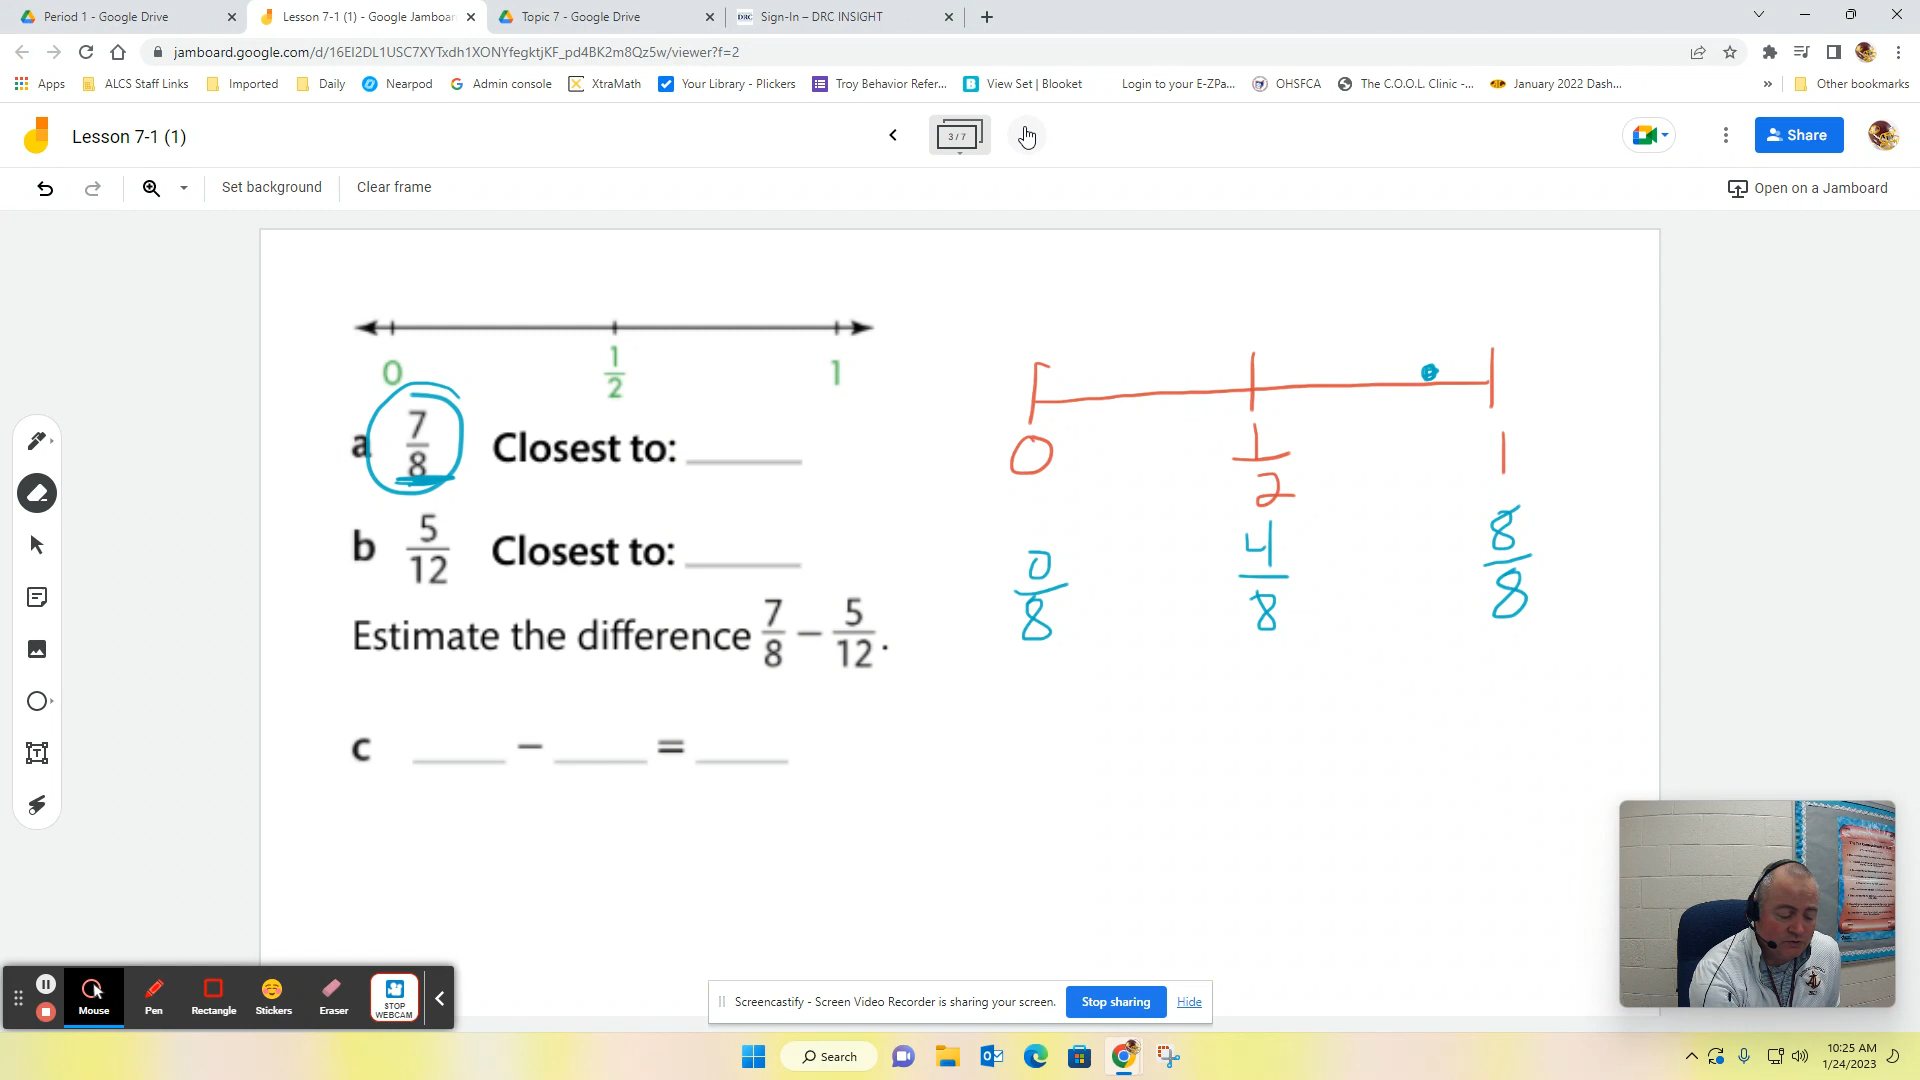 Period 1 - Google Drive
Lesson 7-1 (1) - Google Jamboar
Topic 7 - Google Drive
DRC
Sign-In – DRC INSIGHT
jamboard.google.com/d/16EI2DL1USC7XYTxdh1XONYfegktjKF_pd4BK2m8Qz5w/viewer?f=2
Apps
ALCS Staff Links
Imported
Daily
Nearpod
Admin console
XtraMath
Your Library - Plickers
Troy Behavior Refer...
View Set | Blooket
Login to your E-ZPa...
OHSFCA
The C.O.O.L. Clinic -...
January 2022 Dash...
»
Other bookmarks
Lesson 7-1 (1)
3 / 7
Share
Set background
Clear frame
Open on a Jamboard
0 1/2 1
a 7/8 Closest to: ______
b 5/12 Closest to: ______
Estimate the difference 7/8 − 5/12.
c ____ − ____ = ____
0 1/2 1
0/8 4/8 8/8
Mouse
Pen
Rectangle
Stickers
Eraser
STOP
WEBCAM
Screencastify - Screen Video Recorder is sharing your screen.
Stop sharing
Hide
Search
10:25 AM
1/24/2023